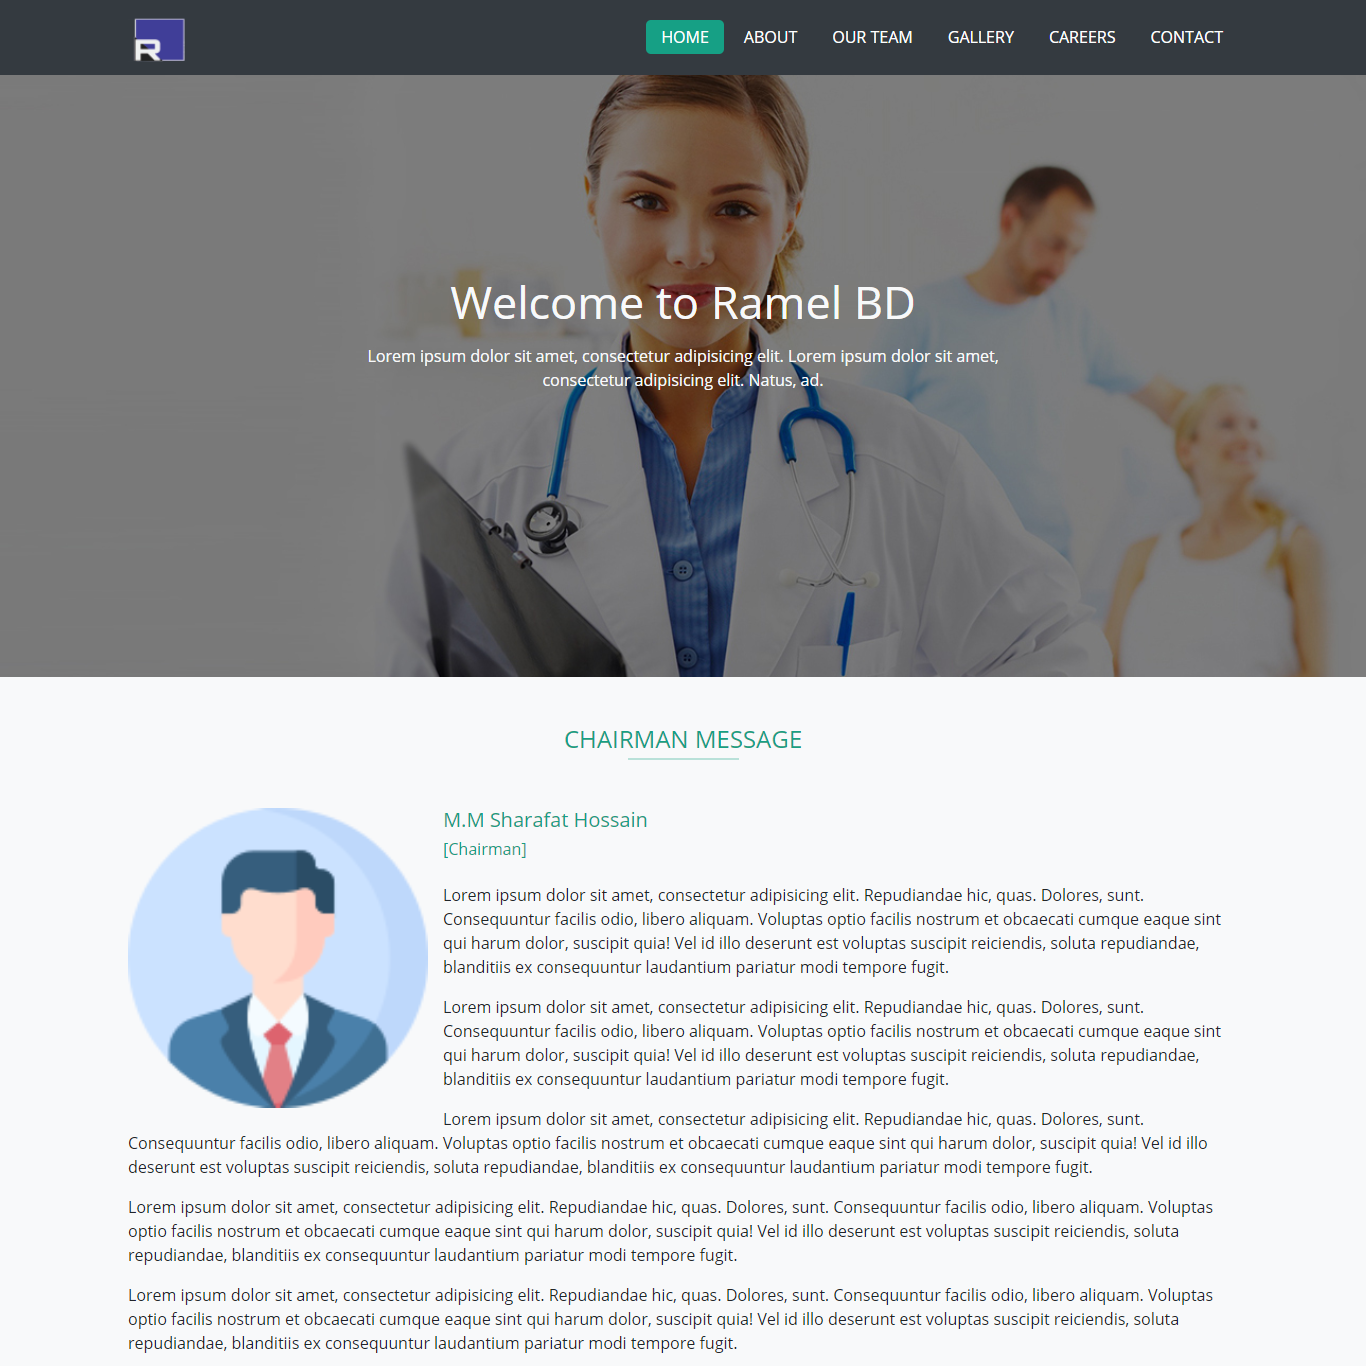 R
HOME ABOUT OUR TEAM GALLERY CAREERS CONTACT
Welcome to Ramel BD
Lorem ipsum dolor sit amet, consectetur adipisicing elit. Lorem ipsum dolor sit amet,
consectetur adipisicing elit. Natus, ad.
CHAIRMAN MESSAGE
M.M Sharafat Hossain
[Chairman]
Lorem ipsum dolor sit amet, consectetur adipisicing elit. Repudiandae hic, quas. Dolores, sunt.
Consequuntur facilis odio, libero aliquam. Voluptas optio facilis nostrum et obcaecati cumque eaque sint
qui harum dolor, suscipit quia! Vel id illo deserunt est voluptas suscipit reiciendis, soluta repudiandae,
blanditiis ex consequuntur laudantium pariatur modi tempore fugit.
Lorem ipsum dolor sit amet, consectetur adipisicing elit. Repudiandae hic, quas. Dolores, sunt.
Consequuntur facilis odio, libero aliquam. Voluptas optio facilis nostrum et obcaecati cumque eaque sint
qui harum dolor, suscipit quia! Vel id illo deserunt est voluptas suscipit reiciendis, soluta repudiandae,
blanditiis ex consequuntur laudantium pariatur modi tempore fugit.
Lorem ipsum dolor sit amet, consectetur adipisicing elit. Repudiandae hic, quas. Dolores, sunt.
Consequuntur facilis odio, libero aliquam. Voluptas optio facilis nostrum et obcaecati cumque eaque sint qui harum dolor, suscipit quia! Vel id illo
deserunt est voluptas suscipit reiciendis, soluta repudiandae, blanditiis ex consequuntur laudantium pariatur modi tempore fugit.
Lorem ipsum dolor sit amet, consectetur adipisicing elit. Repudiandae hic, quas. Dolores, sunt. Consequuntur facilis odio, libero aliquam. Voluptas
optio facilis nostrum et obcaecati cumque eaque sint qui harum dolor, suscipit quia! Vel id illo deserunt est voluptas suscipit reiciendis, soluta
repudiandae, blanditiis ex consequuntur laudantium pariatur modi tempore fugit.
Lorem ipsum dolor sit amet, consectetur adipisicing elit. Repudiandae hic, quas. Dolores, sunt. Consequuntur facilis odio, libero aliquam. Voluptas
optio facilis nostrum et obcaecati cumque eaque sint qui harum dolor, suscipit quia! Vel id illo deserunt est voluptas suscipit reiciendis, soluta
repudiandae, blanditiis ex consequuntur laudantium pariatur modi tempore fugit.